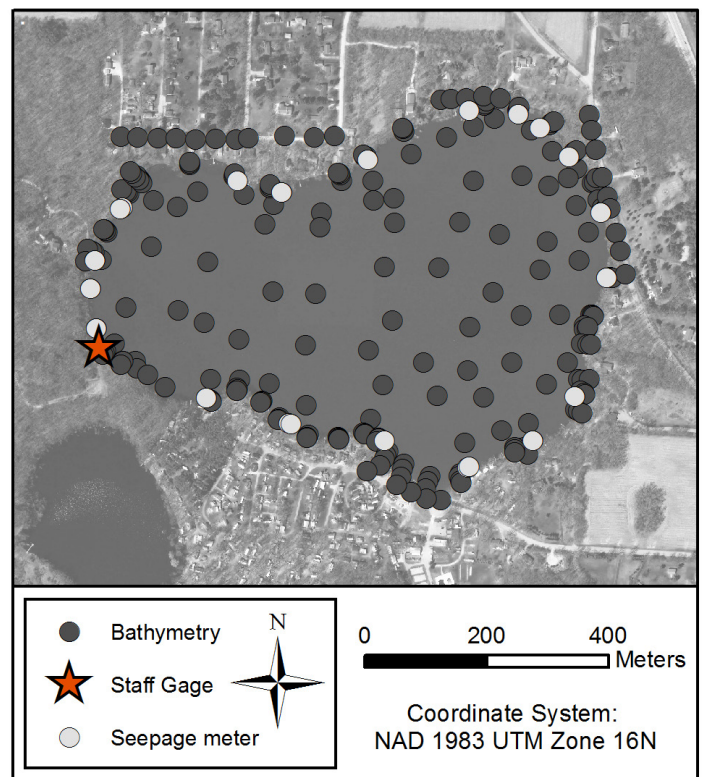 Bathymetry
Staff Gage
Seepage meter
N
0 200 400
Meters
Coordinate System:
NAD 1983 UTM Zone 16N